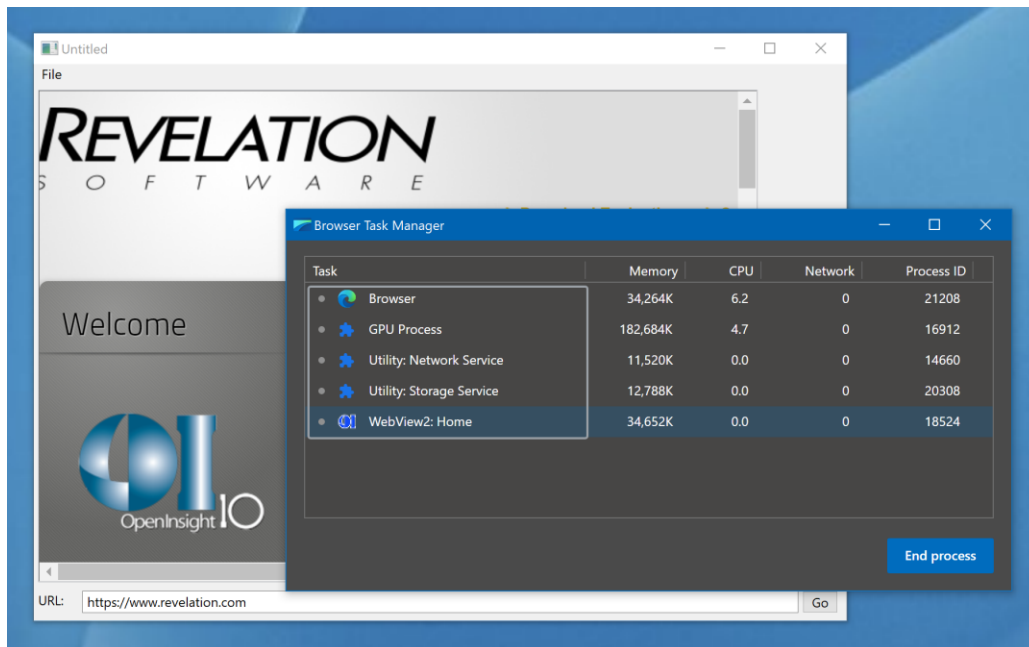 Untitled
File
REVELATION
SOFTWARE
Welcome
OpenInsight 10
URL: https://www.revelation.com Go
Browser Task Manager
Task Memory CPU Network Process ID
Browser 34,264K 6.2 0 21208
GPU Process 182,684K 4.7 0 16912
Utility: Network Service 11,520K 0.0 0 14660
Utility: Storage Service 12,788K 0.0 0 20308
WebView2: Home 34,652K 0.0 0 18524
End process